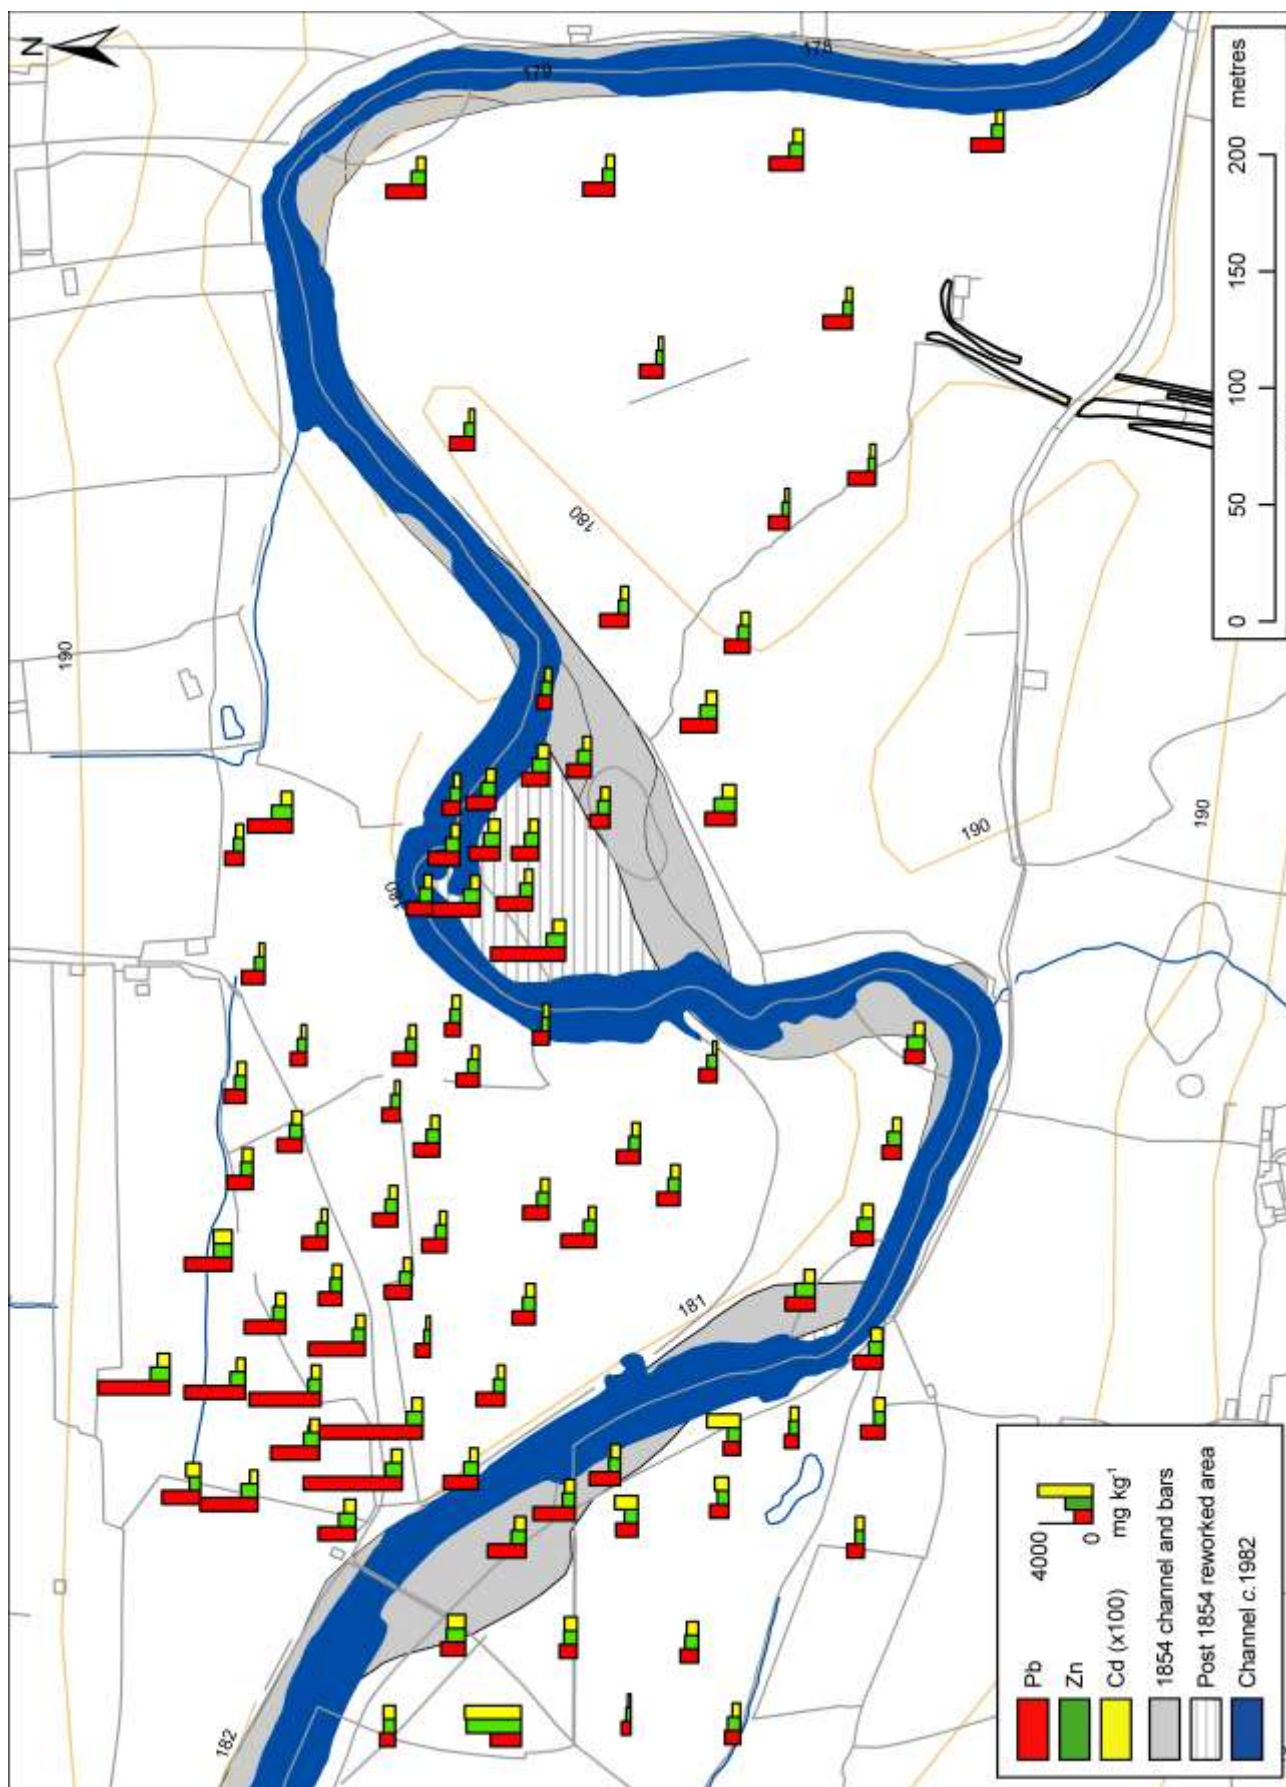 N
182
181
180
180
179
178
190
190
190
Pb
Zn
Cd (x100)
4000
0
mg kg⁻¹
1854 channel and bars
Post 1854 reworked area
Channel c.1982
0 50 100 150 200 metres